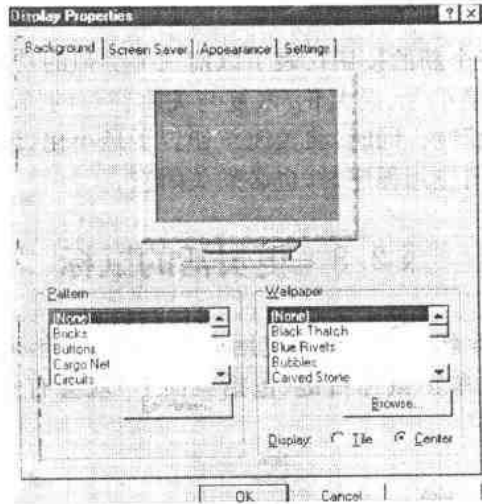 Display Properties
Background Screen Saver Appearance Settings
Pattern
(None)
Bricks
Buttons
Cargo Net
Circuits
Wallpaper
(None)
Black Thatch
Blue Rivets
Bubbles
Carved Stone
Browse...
Display: Tile Center
OK Cancel